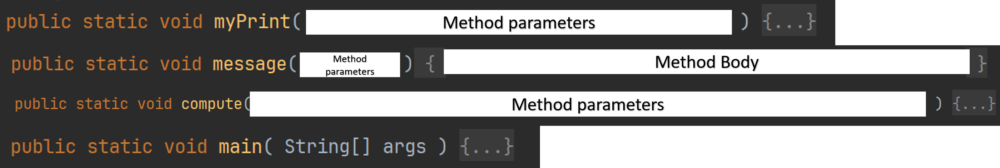 public static void myPrint( Method parameters ) {...}
public static void message( Method parameters ) { Method Body }
public static void compute( Method parameters ) {...}
public static void main( String[] args ) {...}